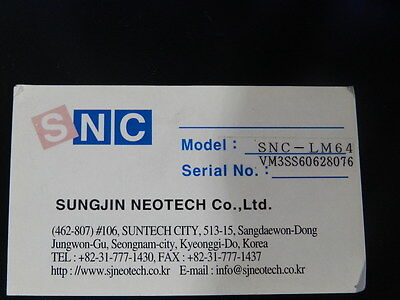 SNC
Model : SNC-LM64
Serial No. : VM3SS60628076
SUNGJIN NEOTECH Co.,Ltd.
(462-807) #106, SUNTECH CITY, 513-15, Sangdaewon-Dong
Jungwon-Gu, Seongnam-city, Kyeonggi-Do, Korea
TEL : +82-31-777-1430, FAX : +82-31-777-1437
http : //www.sjneotech.co.kr E-mail : info@sjneotech.co.kr